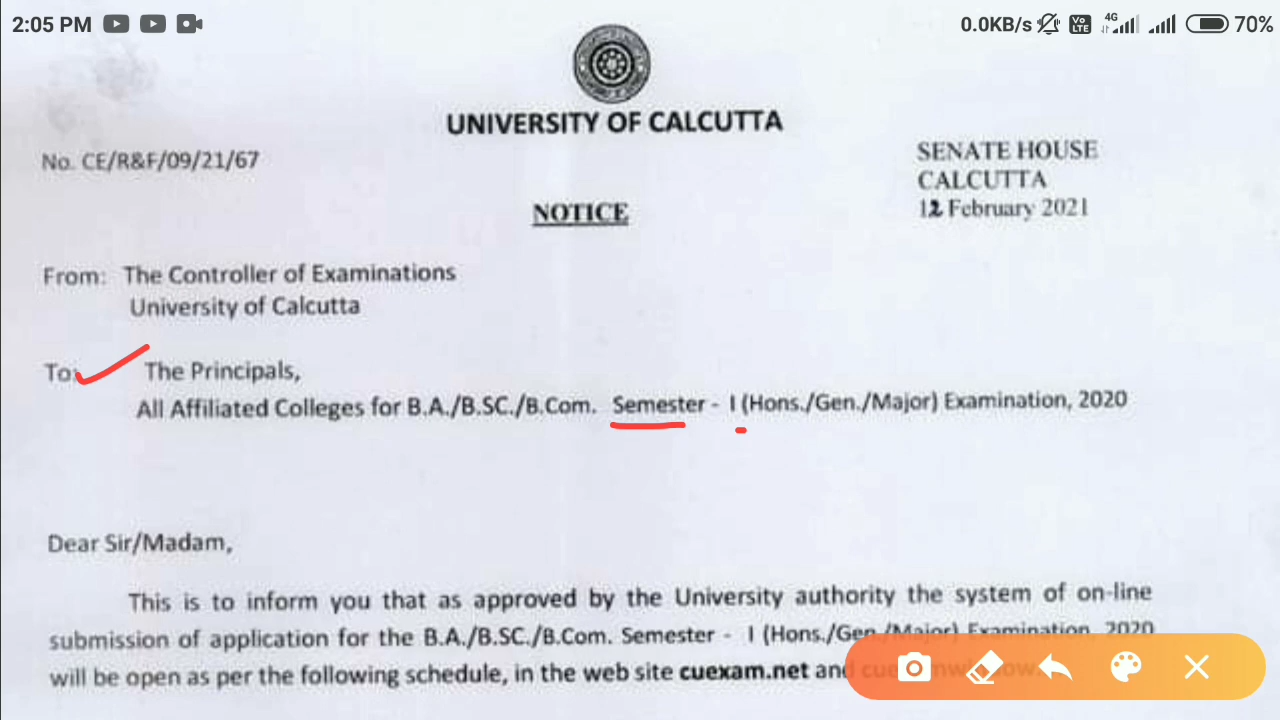 2:05 PM 0.0KB/s Vo LTE 4G 70%
UNIVERSITY OF CALCUTTA
No. CE/R&F/09/21/67
SENATE HOUSE
CALCUTTA
12 February 2021
NOTICE
From: The Controller of Examinations
University of Calcutta
To: The Principals,
All Affiliated Colleges for B.A./B.SC./B.Com. Semester - I (Hons./Gen./Major) Examination, 2020
Dear Sir/Madam,
This is to inform you that as approved by the University authority the system of on-line
submission of application for the B.A./B.SC./B.Com. Semester - I (Hons./Gen./Major) Examination, 2020
will be open as per the following schedule, in the web site cuexam.net and